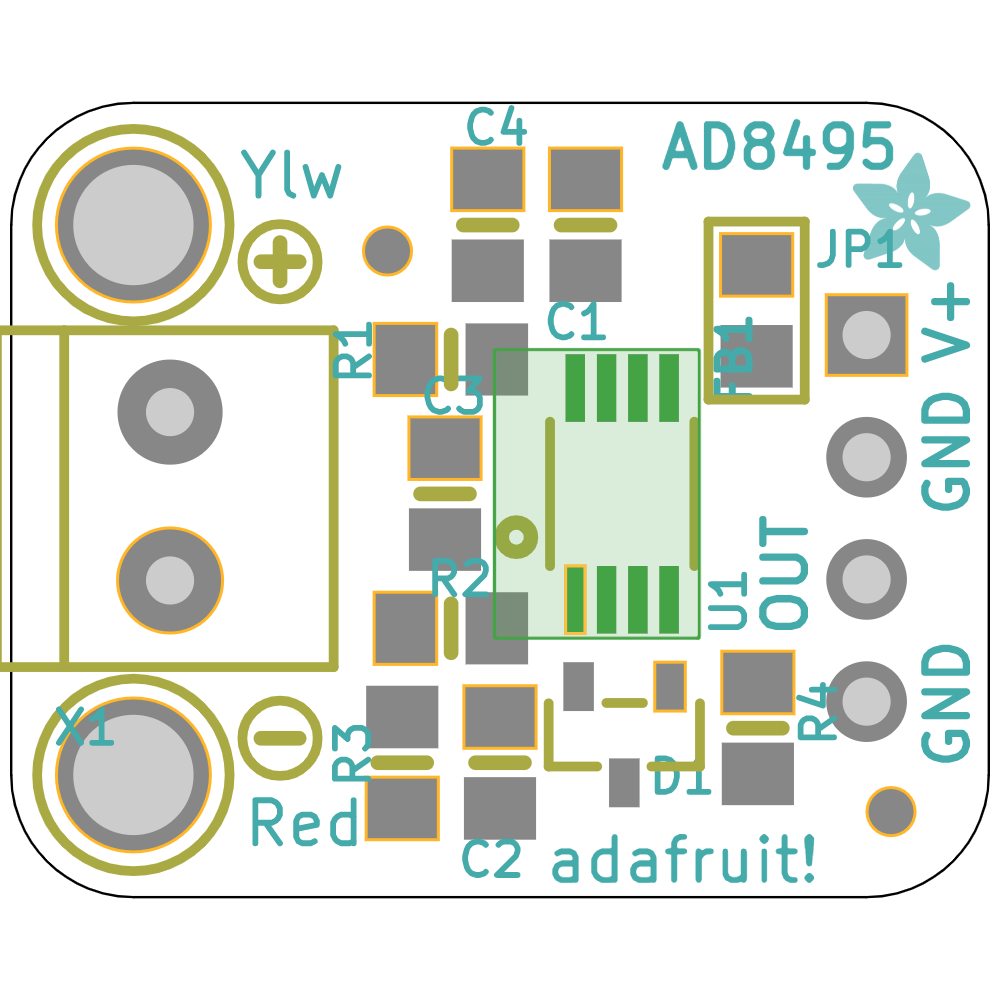 C4
AD8495
Ylw
JP1
C1
R1
FB1
V+
C3
GND
R2
OUT
U1
X1
R3
R4
GND
D1
Red
C2
adafruit!